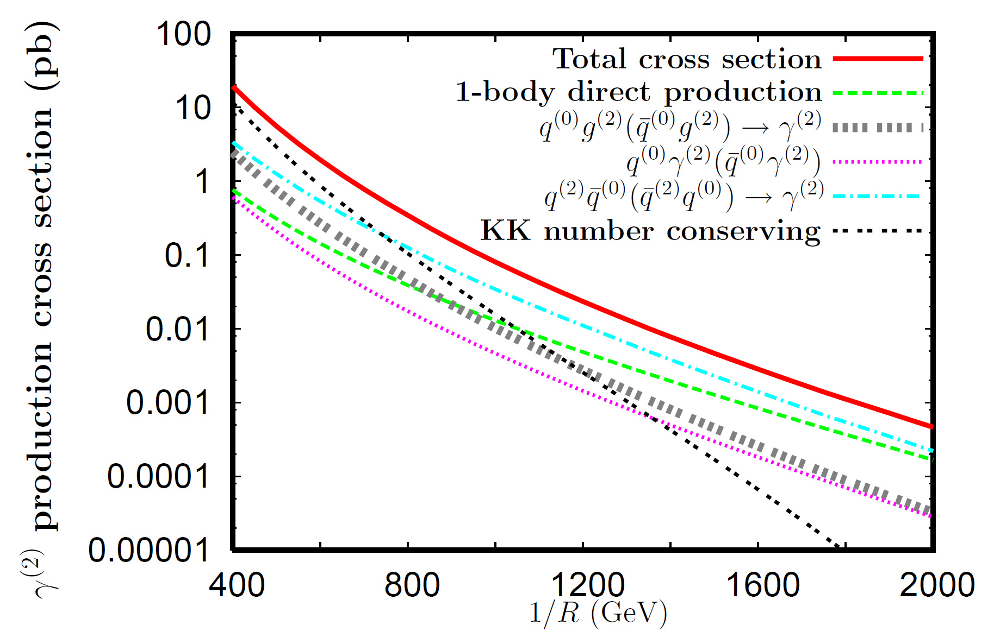 γ⁽²⁾ production cross section (pb)
100
10
1
0.1
0.01
0.001
0.0001
0.00001
Total cross section
1-body direct production
q⁽⁰⁾g⁽²⁾(q̄⁽⁰⁾g⁽²⁾) → γ⁽²⁾
q⁽⁰⁾γ⁽²⁾(q̄⁽⁰⁾γ⁽²⁾)
q⁽²⁾q̄⁽⁰⁾(q̄⁽²⁾q⁽⁰⁾) → γ⁽²⁾
KK number conserving
400 800 1200 1600 2000
1/R (GeV)